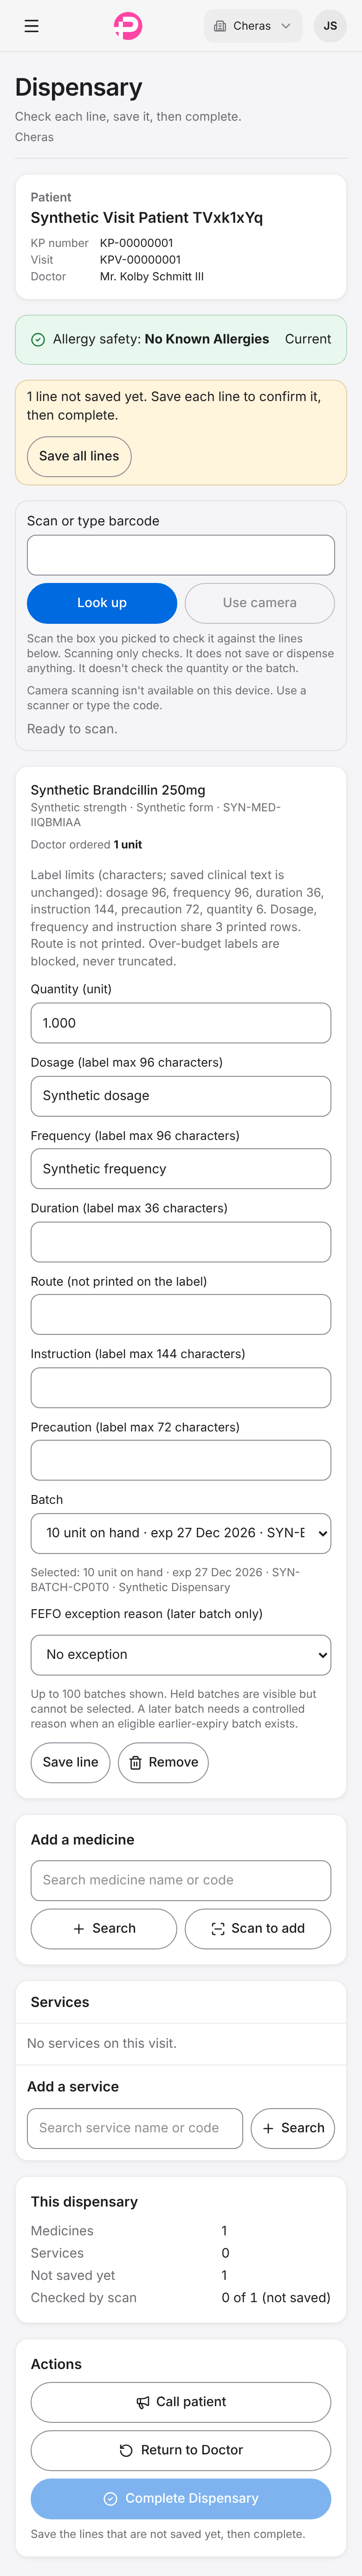 Cheras
JS
Dispensary
Check each line, save it, then complete.
Cheras
Patient
Synthetic Visit Patient TVxk1xYq
KP number KP-00000001
Visit KPV-00000001
Doctor Mr. Kolby Schmitt III
Allergy safety: No Known Allergies Current
1 line not saved yet. Save each line to confirm it,
then complete.
Save all lines
Scan or type barcode
Look up
Use camera
Scan the box you picked to check it against the lines
below. Scanning only checks. It does not save or dispense
anything. It doesn't check the quantity or the batch.
Camera scanning isn't available on this device. Use a
scanner or type the code.
Ready to scan.
Synthetic Brandcillin 250mg
Synthetic strength · Synthetic form · SYN-MED-
IIQBMIAA
Doctor ordered 1 unit
Label limits (characters; saved clinical text is
unchanged): dosage 96, frequency 96, duration 36,
instruction 144, precaution 72, quantity 6. Dosage,
frequency and instruction share 3 printed rows.
Route is not printed. Over-budget labels are
blocked, never truncated.
Quantity (unit)
1.000
Dosage (label max 96 characters)
Synthetic dosage
Frequency (label max 96 characters)
Synthetic frequency
Duration (label max 36 characters)
Route (not printed on the label)
Instruction (label max 144 characters)
Precaution (label max 72 characters)
Batch
10 unit on hand · exp 27 Dec 2026 · SYN-E
Selected: 10 unit on hand · exp 27 Dec 2026 · SYN-
BATCH-CP0T0 · Synthetic Dispensary
FEFO exception reason (later batch only)
No exception
Up to 100 batches shown. Held batches are visible but
cannot be selected. A later batch needs a controlled
reason when an eligible earlier-expiry batch exists.
Save line
Remove
Add a medicine
Search medicine name or code
Search
Scan to add
Services
No services on this visit.
Add a service
Search service name or code
Search
This dispensary
Medicines 1
Services 0
Not saved yet 1
Checked by scan 0 of 1 (not saved)
Actions
Call patient
Return to Doctor
Complete Dispensary
Save the lines that are not saved yet, then complete.